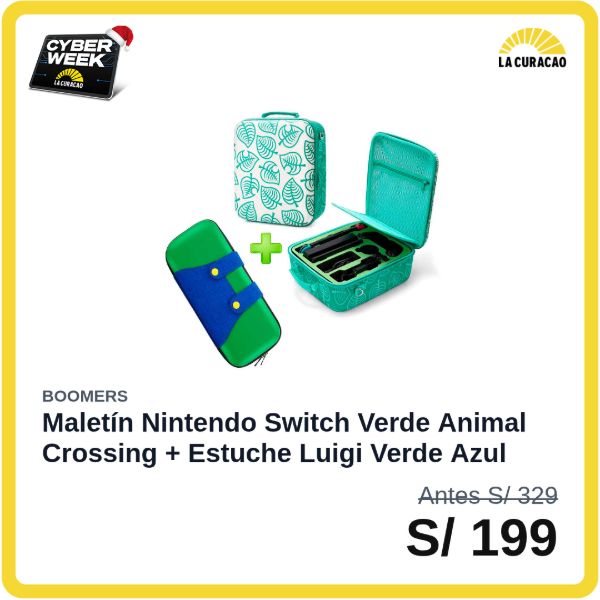 CYBER
WEEK
LA CURACAO
LA CURACAO
BOOMERS
Maletín Nintendo Switch Verde Animal
Crossing + Estuche Luigi Verde Azul
Antes S/ 329
S/ 199